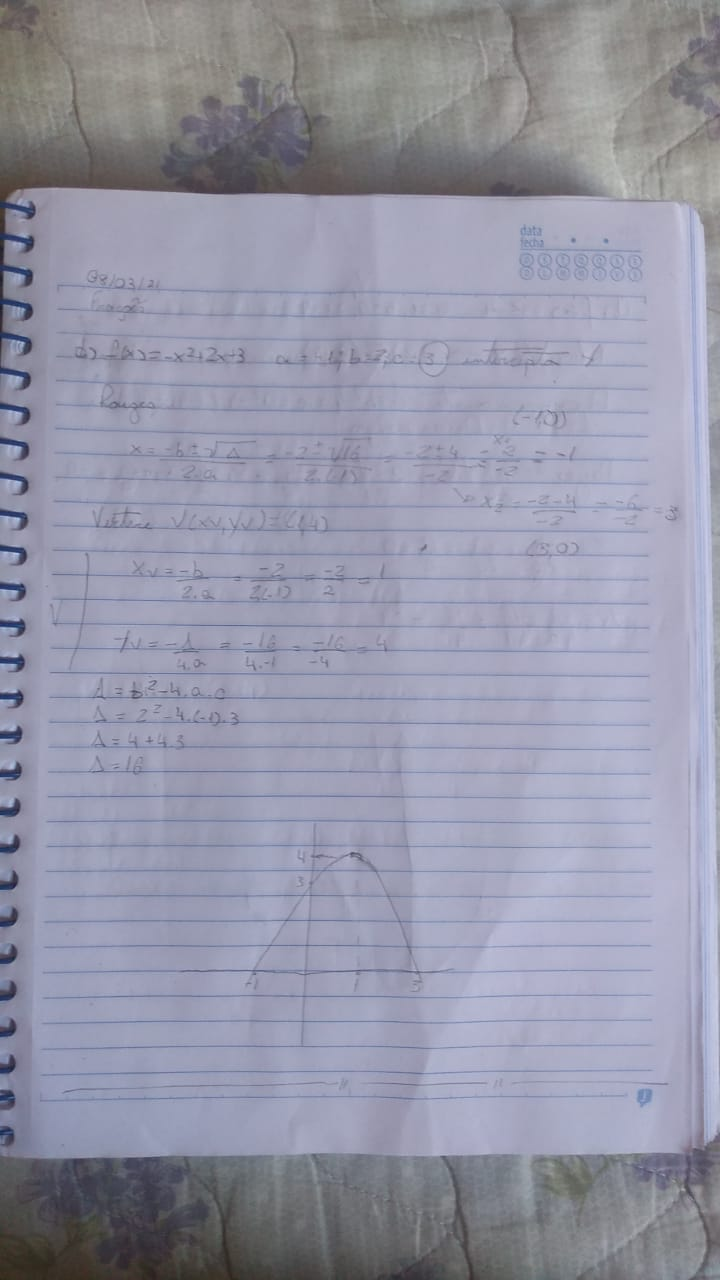 data
fecha
08/03/21
Funções
b) f(x)=-x²+2x+3 a=-1, b=2, c=3 intercepta y
Raízes
(-1,0)
x = -b±√Δ / 2.a = -2±√16 / 2.(-1) = -2±4 / -2 = x₁ 2 / -2 = -1
x₂ = -2-4 / -2 = -6 / -2 = 3
Vértice V(xv,yv)=(1,4)
(3,0)
xv = -b / 2.a = -2 / 2.(-1) = -2 / 2 = 1
V
yv = -Δ / 4.a = -16 / 4.-1 = -16 / -4 = 4
Δ = b²-4.a.c
Δ = 2²-4.(-1).3
Δ = 4+4.3
Δ = 16
4
3
-1 1 3